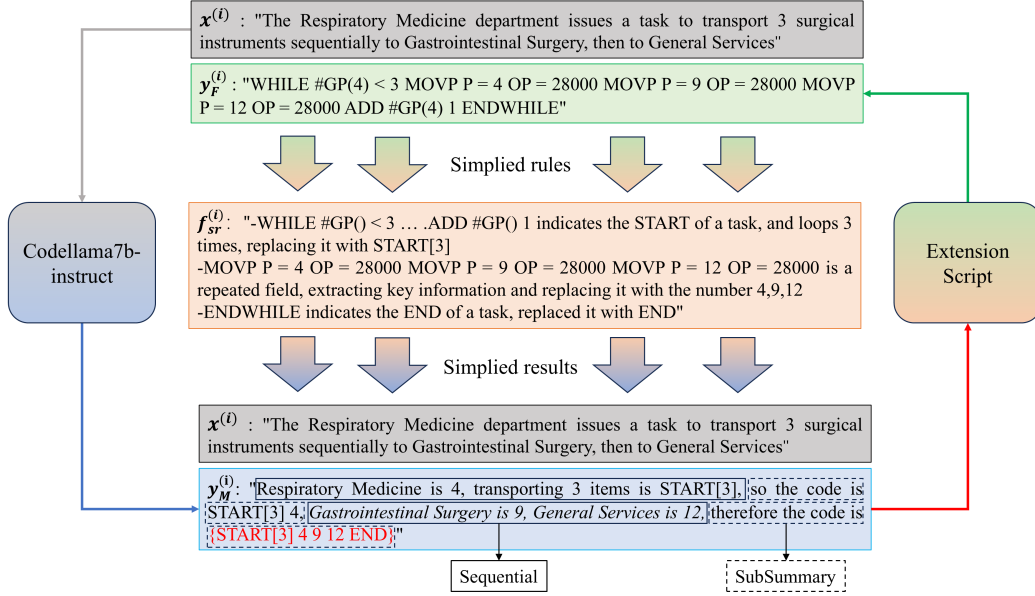 x^(i) : "The Respiratory Medicine department issues a task to transport 3 surgical
instruments sequentially to Gastrointestinal Surgery, then to General Services"
y_F^(i) : "WHILE #GP(4) < 3 MOVP P = 4 OP = 28000 MOVP P = 9 OP = 28000 MOVP
P = 12 OP = 28000 ADD #GP(4) 1 ENDWHILE"
Simplied rules
f_sr^(i) : "-WHILE #GP() < 3 … .ADD #GP() 1 indicates the START of a task, and loops 3
times, replacing it with START[3]
-MOVP P = 4 OP = 28000 MOVP P = 9 OP = 28000 MOVP P = 12 OP = 28000 is a
repeated field, extracting key information and replacing it with the number 4,9,12
-ENDWHILE indicates the END of a task, replaced it with END"
Codellama7b-
instruct
Extension
Script
Simplied results
x^(i) : "The Respiratory Medicine department issues a task to transport 3 surgical
instruments sequentially to Gastrointestinal Surgery, then to General Services"
y_M^(i): "Respiratory Medicine is 4, transporting 3 items is START[3], so the code is
START[3] 4, Gastrointestinal Surgery is 9, General Services is 12, therefore the code is
{START[3] 4 9 12 END}"
Sequential
SubSummary